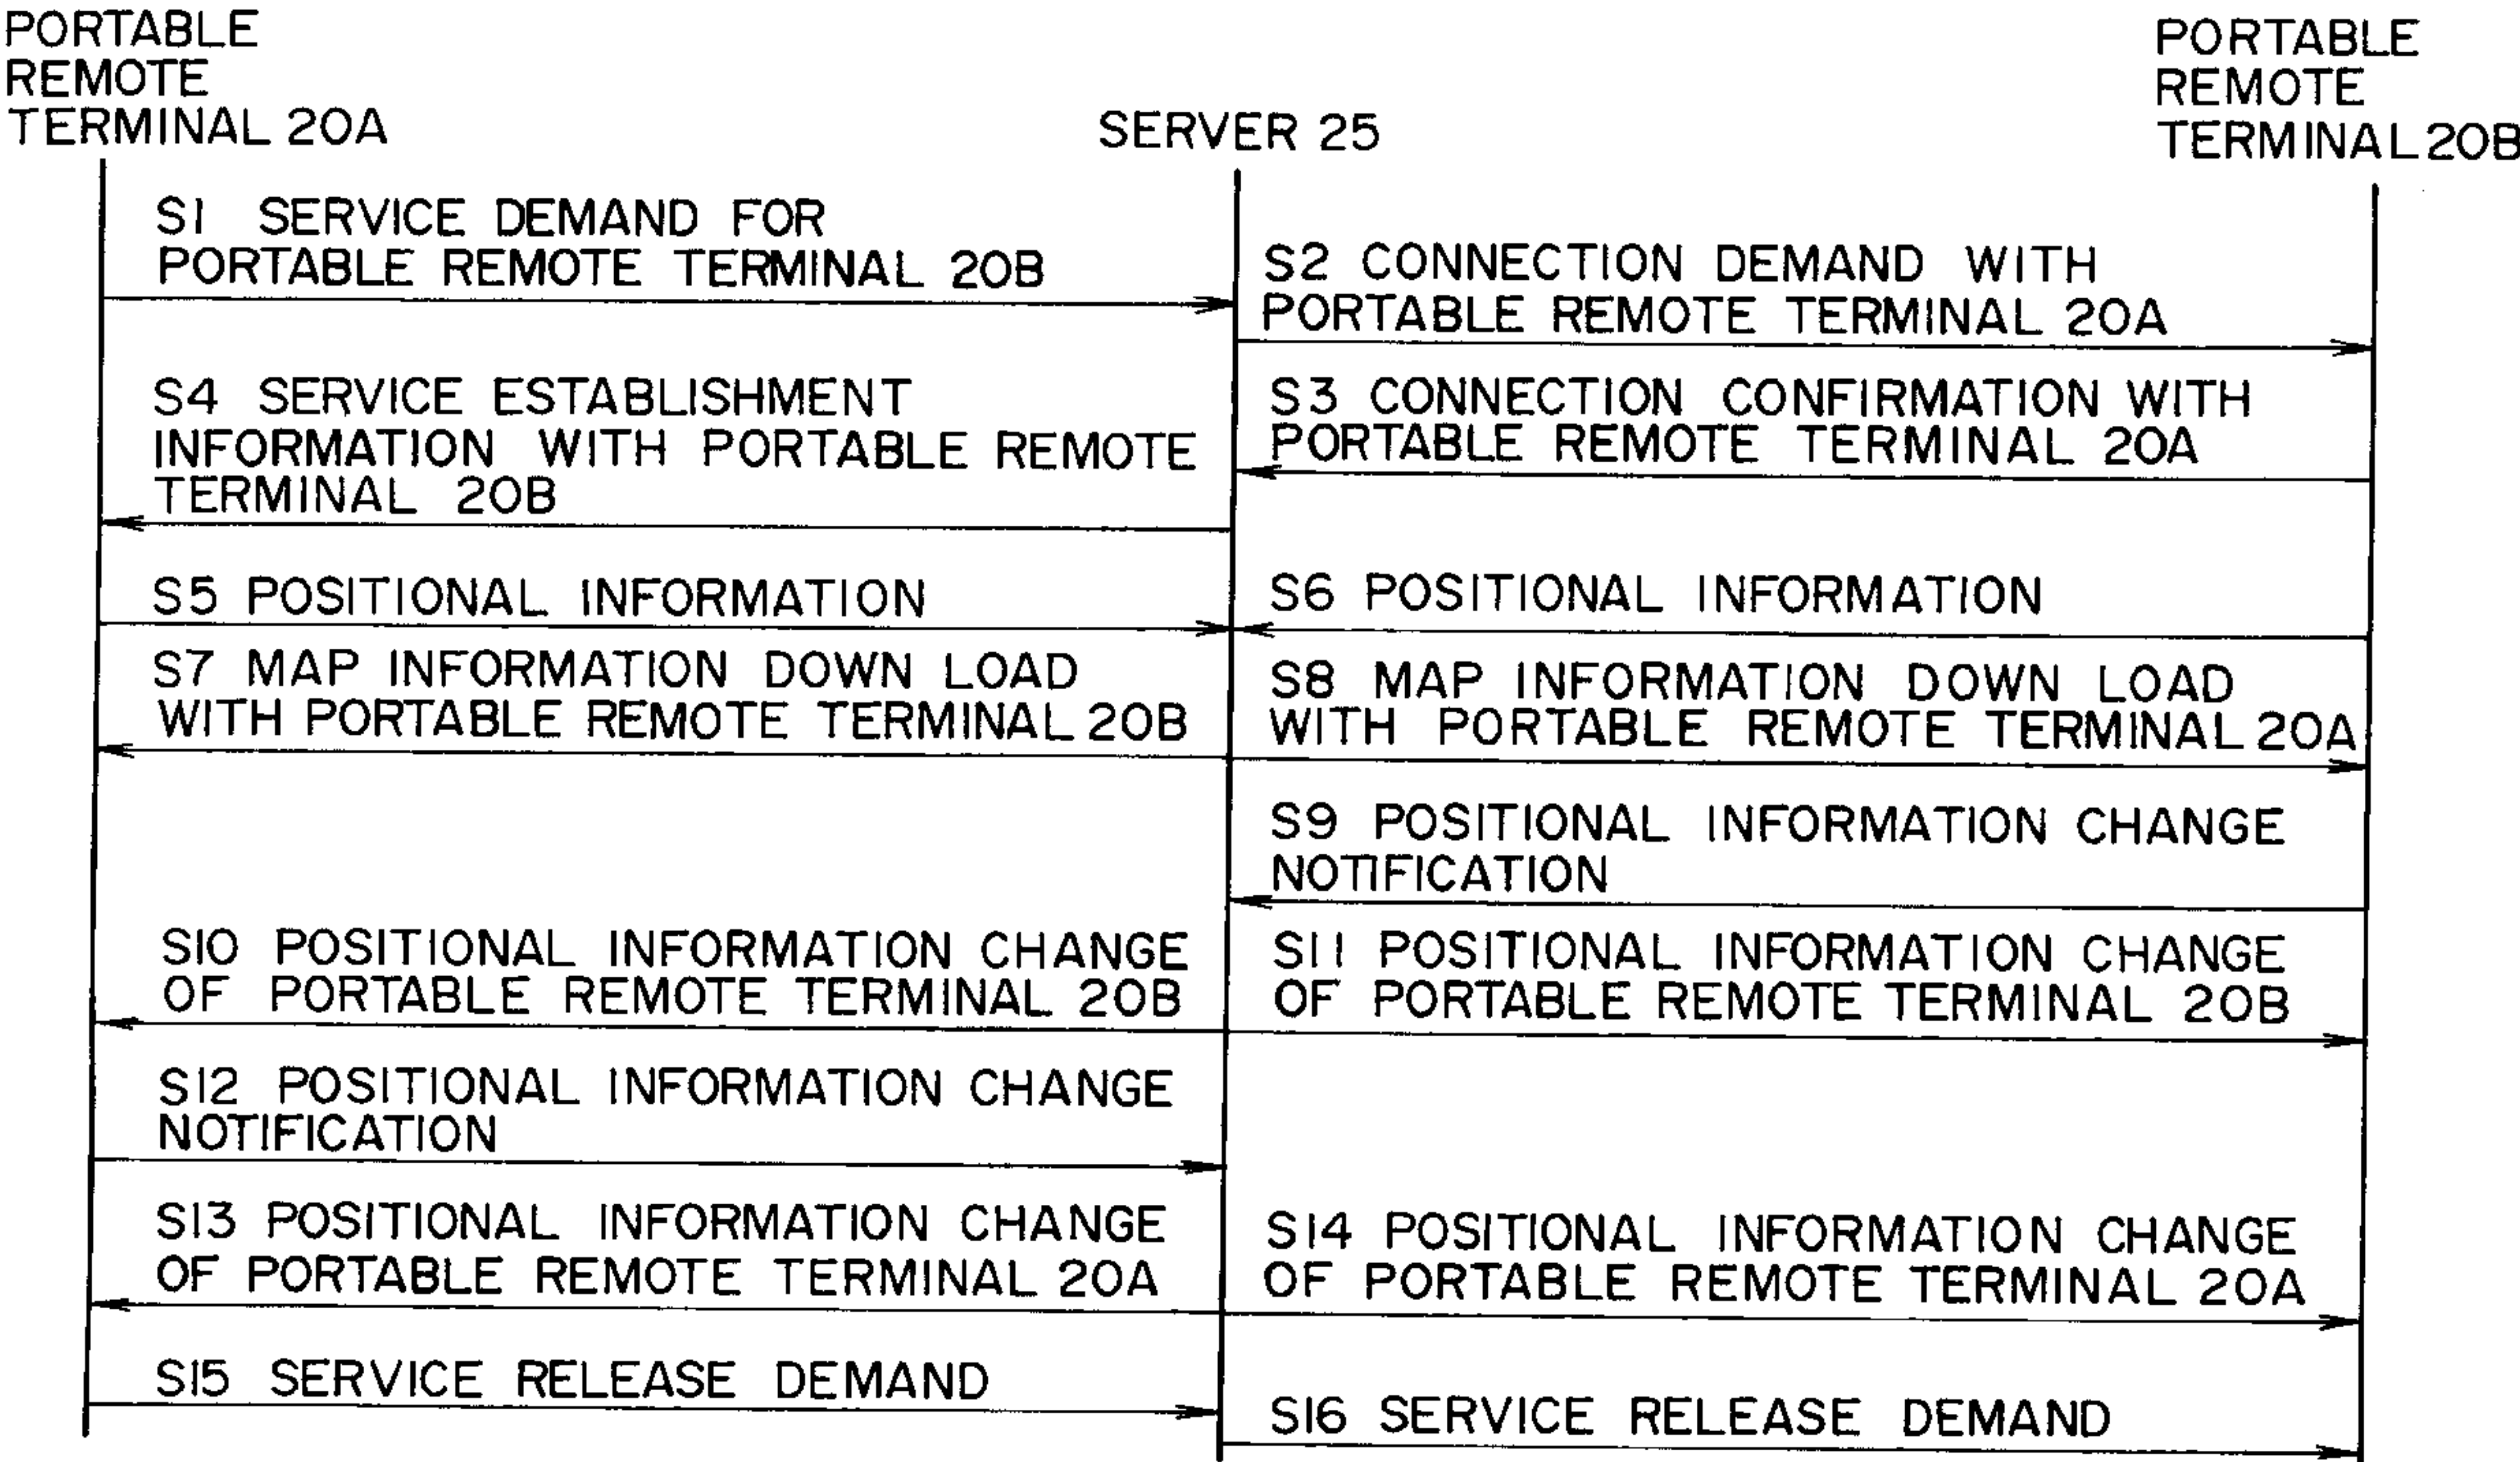 PORTABLE
REMOTE
TERMINAL 20A
SERVER 25
PORTABLE
REMOTE
TERMINAL 20B
S1 SERVICE DEMAND FOR
PORTABLE REMOTE TERMINAL 20B
S2 CONNECTION DEMAND WITH
PORTABLE REMOTE TERMINAL 20A
S3 CONNECTION CONFIRMATION WITH
PORTABLE REMOTE TERMINAL 20A
S4 SERVICE ESTABLISHMENT
INFORMATION WITH PORTABLE REMOTE
TERMINAL 20B
S5 POSITIONAL INFORMATION
S6 POSITIONAL INFORMATION
S7 MAP INFORMATION DOWN LOAD
WITH PORTABLE REMOTE TERMINAL 20B
S8 MAP INFORMATION DOWN LOAD
WITH PORTABLE REMOTE TERMINAL 20A
S9 POSITIONAL INFORMATION CHANGE
NOTIFICATION
S10 POSITIONAL INFORMATION CHANGE
OF PORTABLE REMOTE TERMINAL 20B
S11 POSITIONAL INFORMATION CHANGE
OF PORTABLE REMOTE TERMINAL 20B
S12 POSITIONAL INFORMATION CHANGE
NOTIFICATION
S13 POSITIONAL INFORMATION CHANGE
OF PORTABLE REMOTE TERMINAL 20A
S14 POSITIONAL INFORMATION CHANGE
OF PORTABLE REMOTE TERMINAL 20A
S15 SERVICE RELEASE DEMAND
S16 SERVICE RELEASE DEMAND